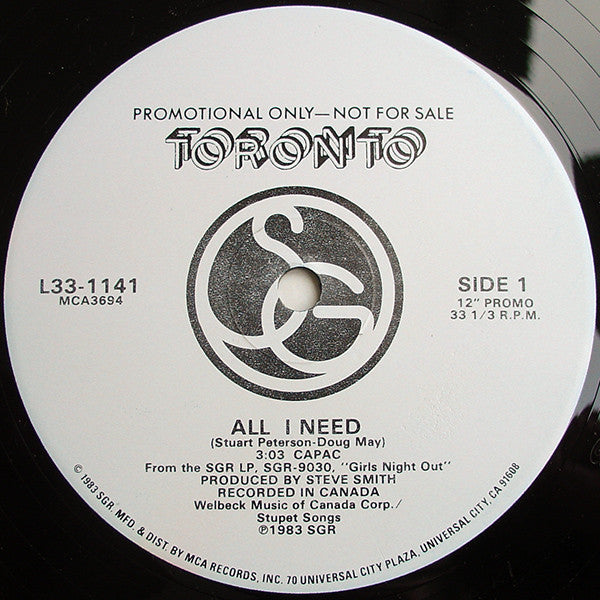 PROMOTIONAL ONLY—NOT FOR SALE
TORONTO
SG
L33-1141
MCA3694
SIDE 1
12" PROMO
33 1/3 R.P.M.
ALL I NEED
(Stuart Peterson-Doug May)
3:03 CAPAC
From the SGR LP, SGR-9030, "Girls Night Out"
PRODUCED BY STEVE SMITH
RECORDED IN CANADA
Welbeck Music of Canada Corp./
Stupet Songs
℗1983 SGR
© 1983 SGR. MFD. & DIST. BY MCA RECORDS, INC. 70 UNIVERSAL CITY PLAZA, UNIVERSAL CITY, CA 91608